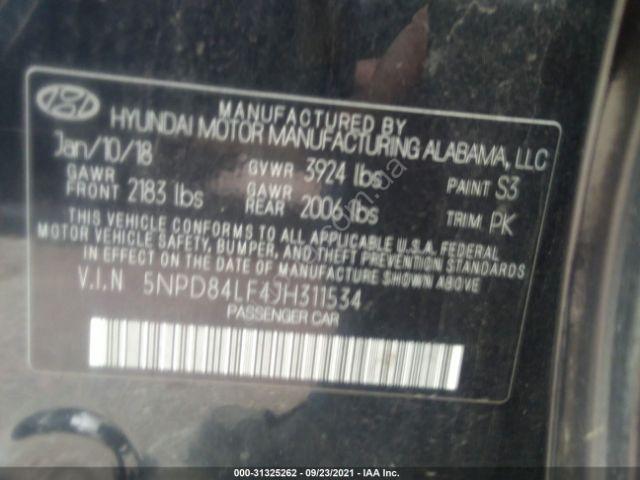 MANUFACTURED BY
HYUNDAI MOTOR MANUFACTURING ALABAMA, LLC
Jan/10/18 GVWR 3924 lbs PAINT S3
GAWR FRONT 2183 lbs GAWR REAR 2006 lbs TRIM PK
THIS VEHICLE CONFORMS TO ALL APPLICABLE U.S.A. FEDERAL
MOTOR VEHICLE SAFETY, BUMPER, AND THEFT PREVENTION STANDARDS
IN EFFECT ON THE DATE OF MANUFACTURE SHOWN ABOVE
V.I.N 5NPD84LF4JH311534
PASSENGER CAR
000-31325262 - 09/23/2021 - IAA Inc.